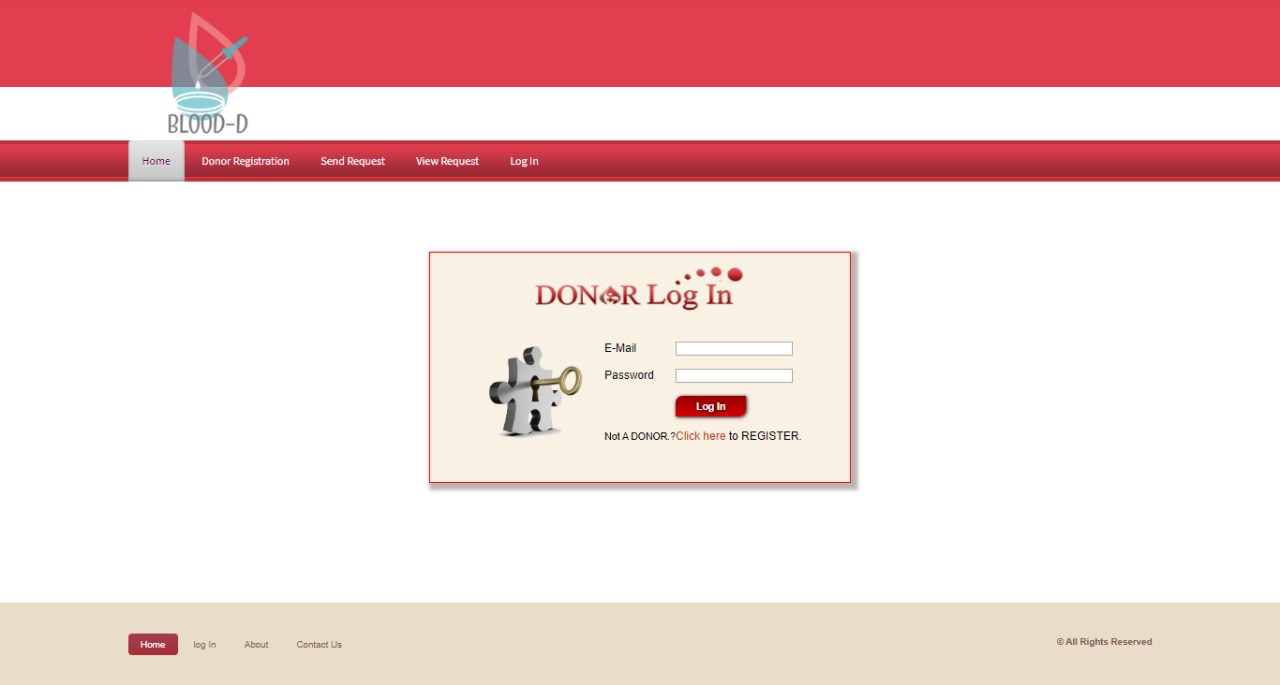 BLOOD-D
Home Donor Registration Send Request View Request Log In
DONOR Log In
E-Mail
Password
Log In
Not A DONOR.?Click here to REGISTER.
Home log In About Contact Us
© All Rights Reserved